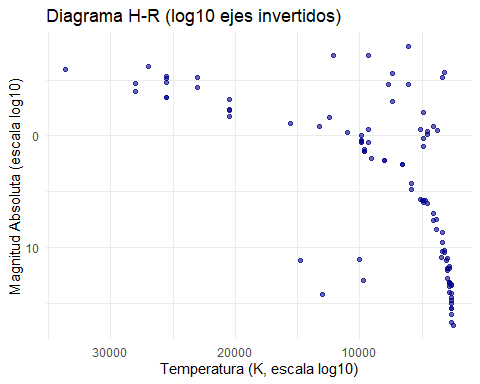 Diagrama H-R (log10 ejes invertidos)
Magnitud Absoluta (escala log10)
0
10
30000
20000
10000
Temperatura (K, escala log10)